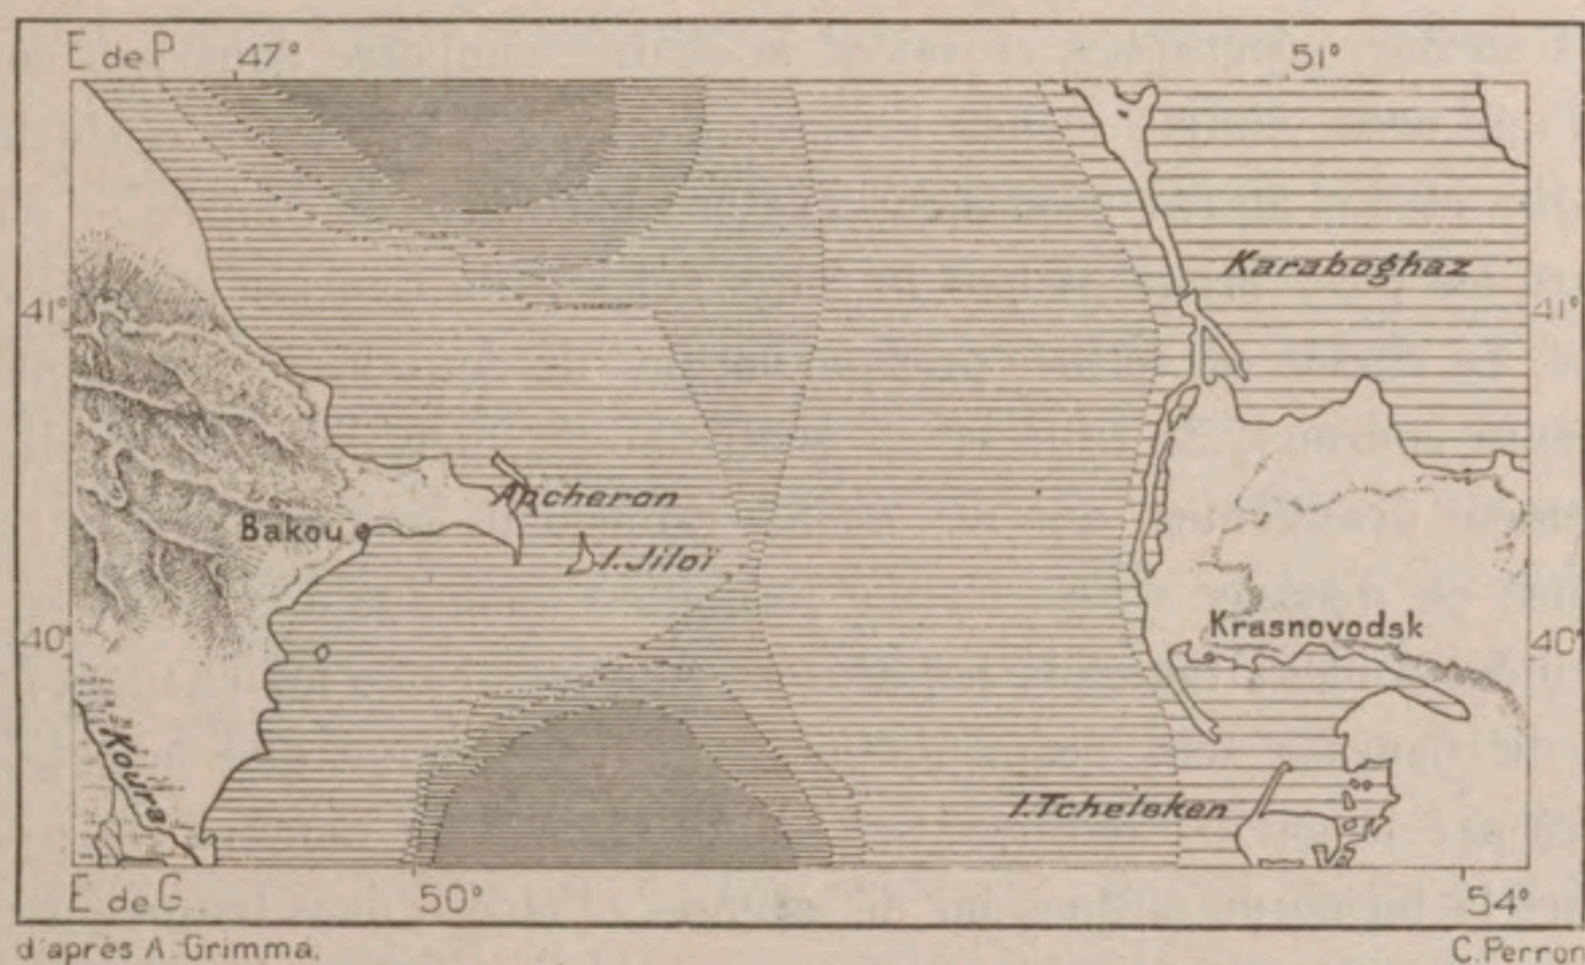 E de P 47° 51°
Karaboghaz
41° 41°
Apcheron
Bakou
I. Jiloï
Krasnovodsk
40° 40°
Koura
I. Tcheleken
E de G 50° 54°
d'après A. Grimma. C. Perron